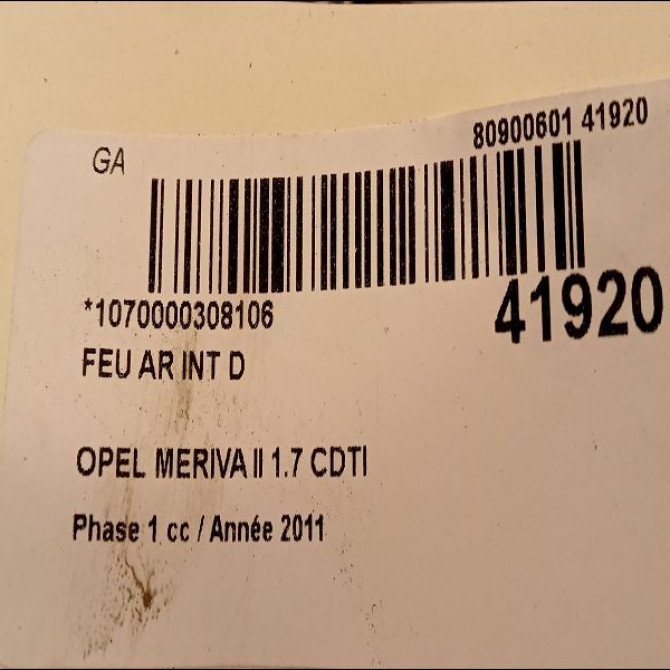 80900601 41920
GA
*1070000308106
41920
FEU AR INT D
OPEL MERIVA II 1.7 CDTI
Phase 1 cc / Année 2011